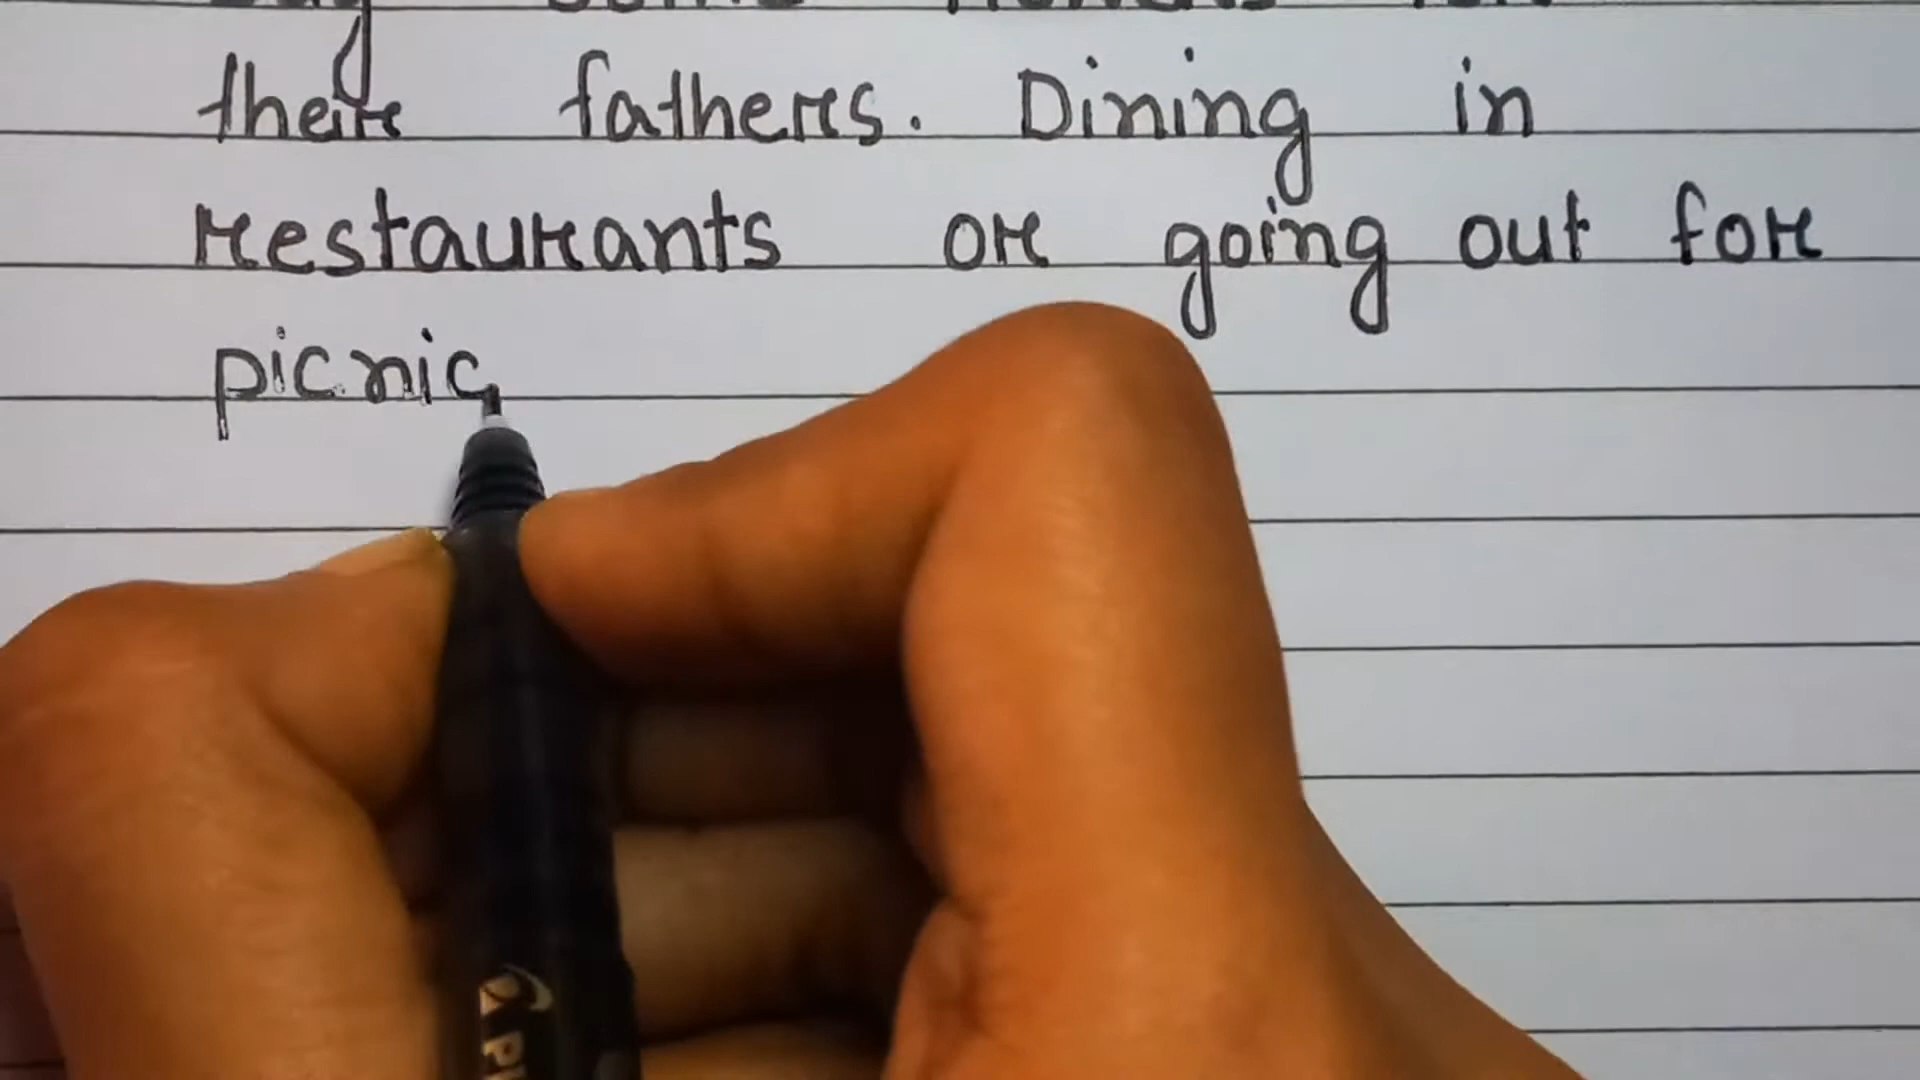 their fathers. Dining in
restaurants or going out for
picnic